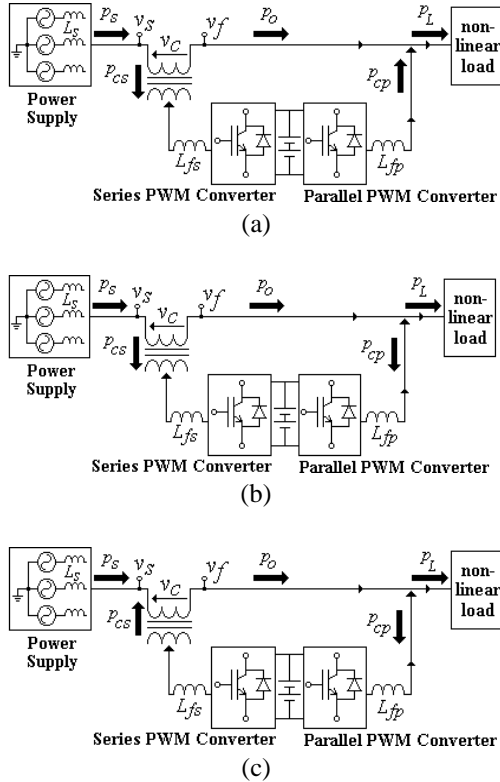 p_s v_S v_f p_o p_L
L_s v_C non-
linear
load
p_cs p_cp
Power
Supply
L_fs L_fp
Series PWM Converter Parallel PWM Converter
(a)
p_s v_S v_f p_o p_L
L_s v_C non-
linear
load
p_cs p_cp
Power
Supply
L_fs L_fp
Series PWM Converter Parallel PWM Converter
(b)
p_s v_S v_f p_o p_L
L_s v_C non-
linear
load
p_cs p_cp
Power
Supply
L_fs L_fp
Series PWM Converter Parallel PWM Converter
(c)